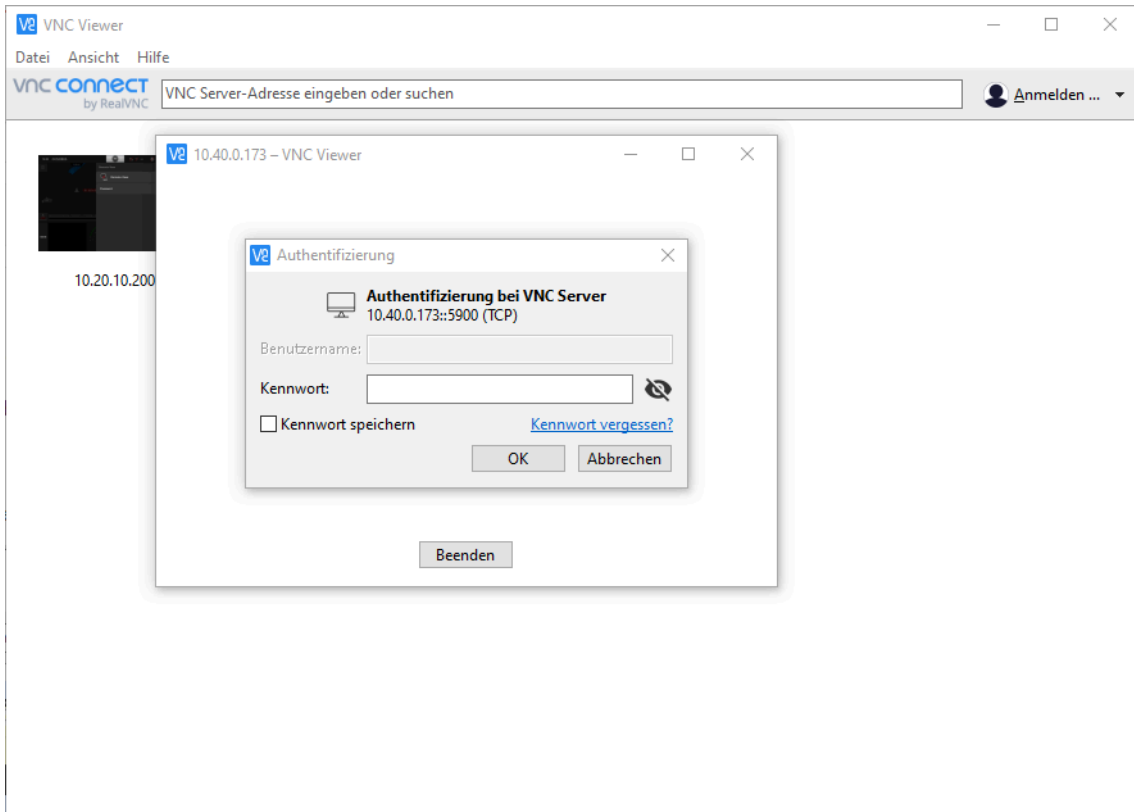 VNC Viewer
Datei Ansicht Hilfe
vnc connect
by RealVNC
VNC Server-Adresse eingeben oder suchen
Anmelden ...
10.40.0.173 – VNC Viewer
10.20.10.200
Authentifizierung
Authentifizierung bei VNC Server
10.40.0.173::5900 (TCP)
Benutzername:
Kennwort:
Kennwort speichern
Kennwort vergessen?
OK
Abbrechen
Beenden